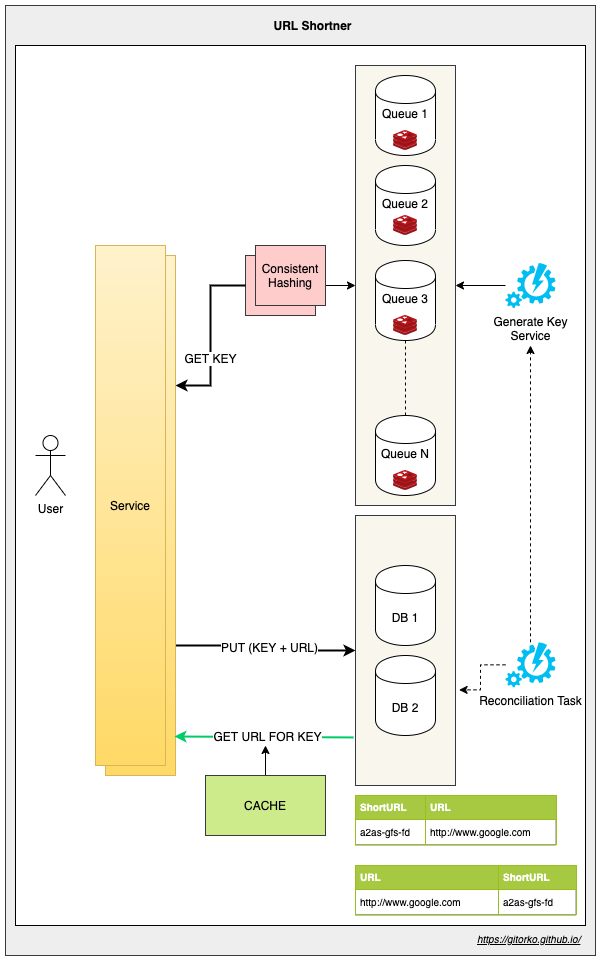 URL Shortner
Queue 1
Queue 2
Consistent
Hashing
Queue 3
Generate Key
Service
GET KEY
Queue N
User
Service
DB 1
PUT (KEY + URL)
DB 2
Reconciliation Task
GET URL FOR KEY
CACHE
ShortURL URL
a2as-gfs-fd http://www.google.com
URL ShortURL
http://www.google.com a2as-gfs-fd
https://gitorko.github.io/